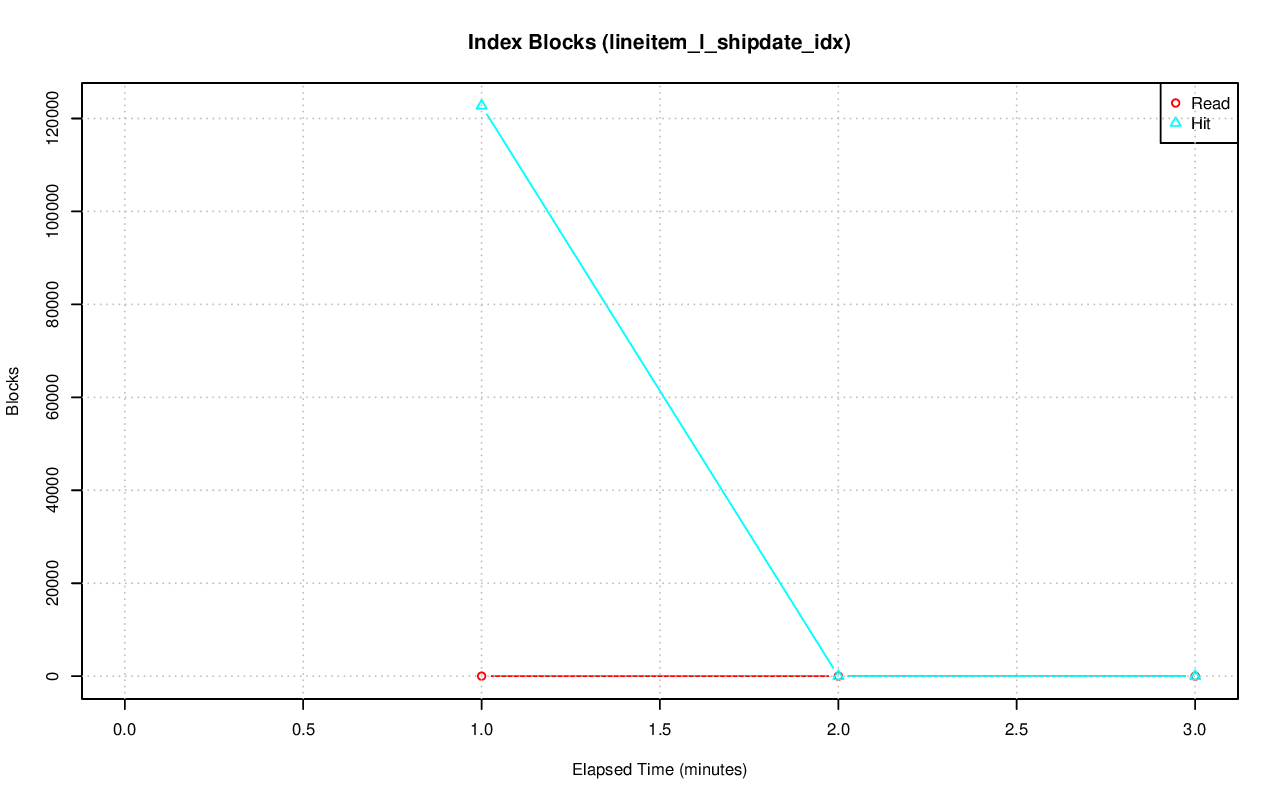 Index Blocks (lineitem_l_shipdate_idx)
Read
Hit
120000
100000
80000
60000
40000
20000
0
Blocks
0.0 0.5 1.0 1.5 2.0 2.5 3.0
Elapsed Time (minutes)